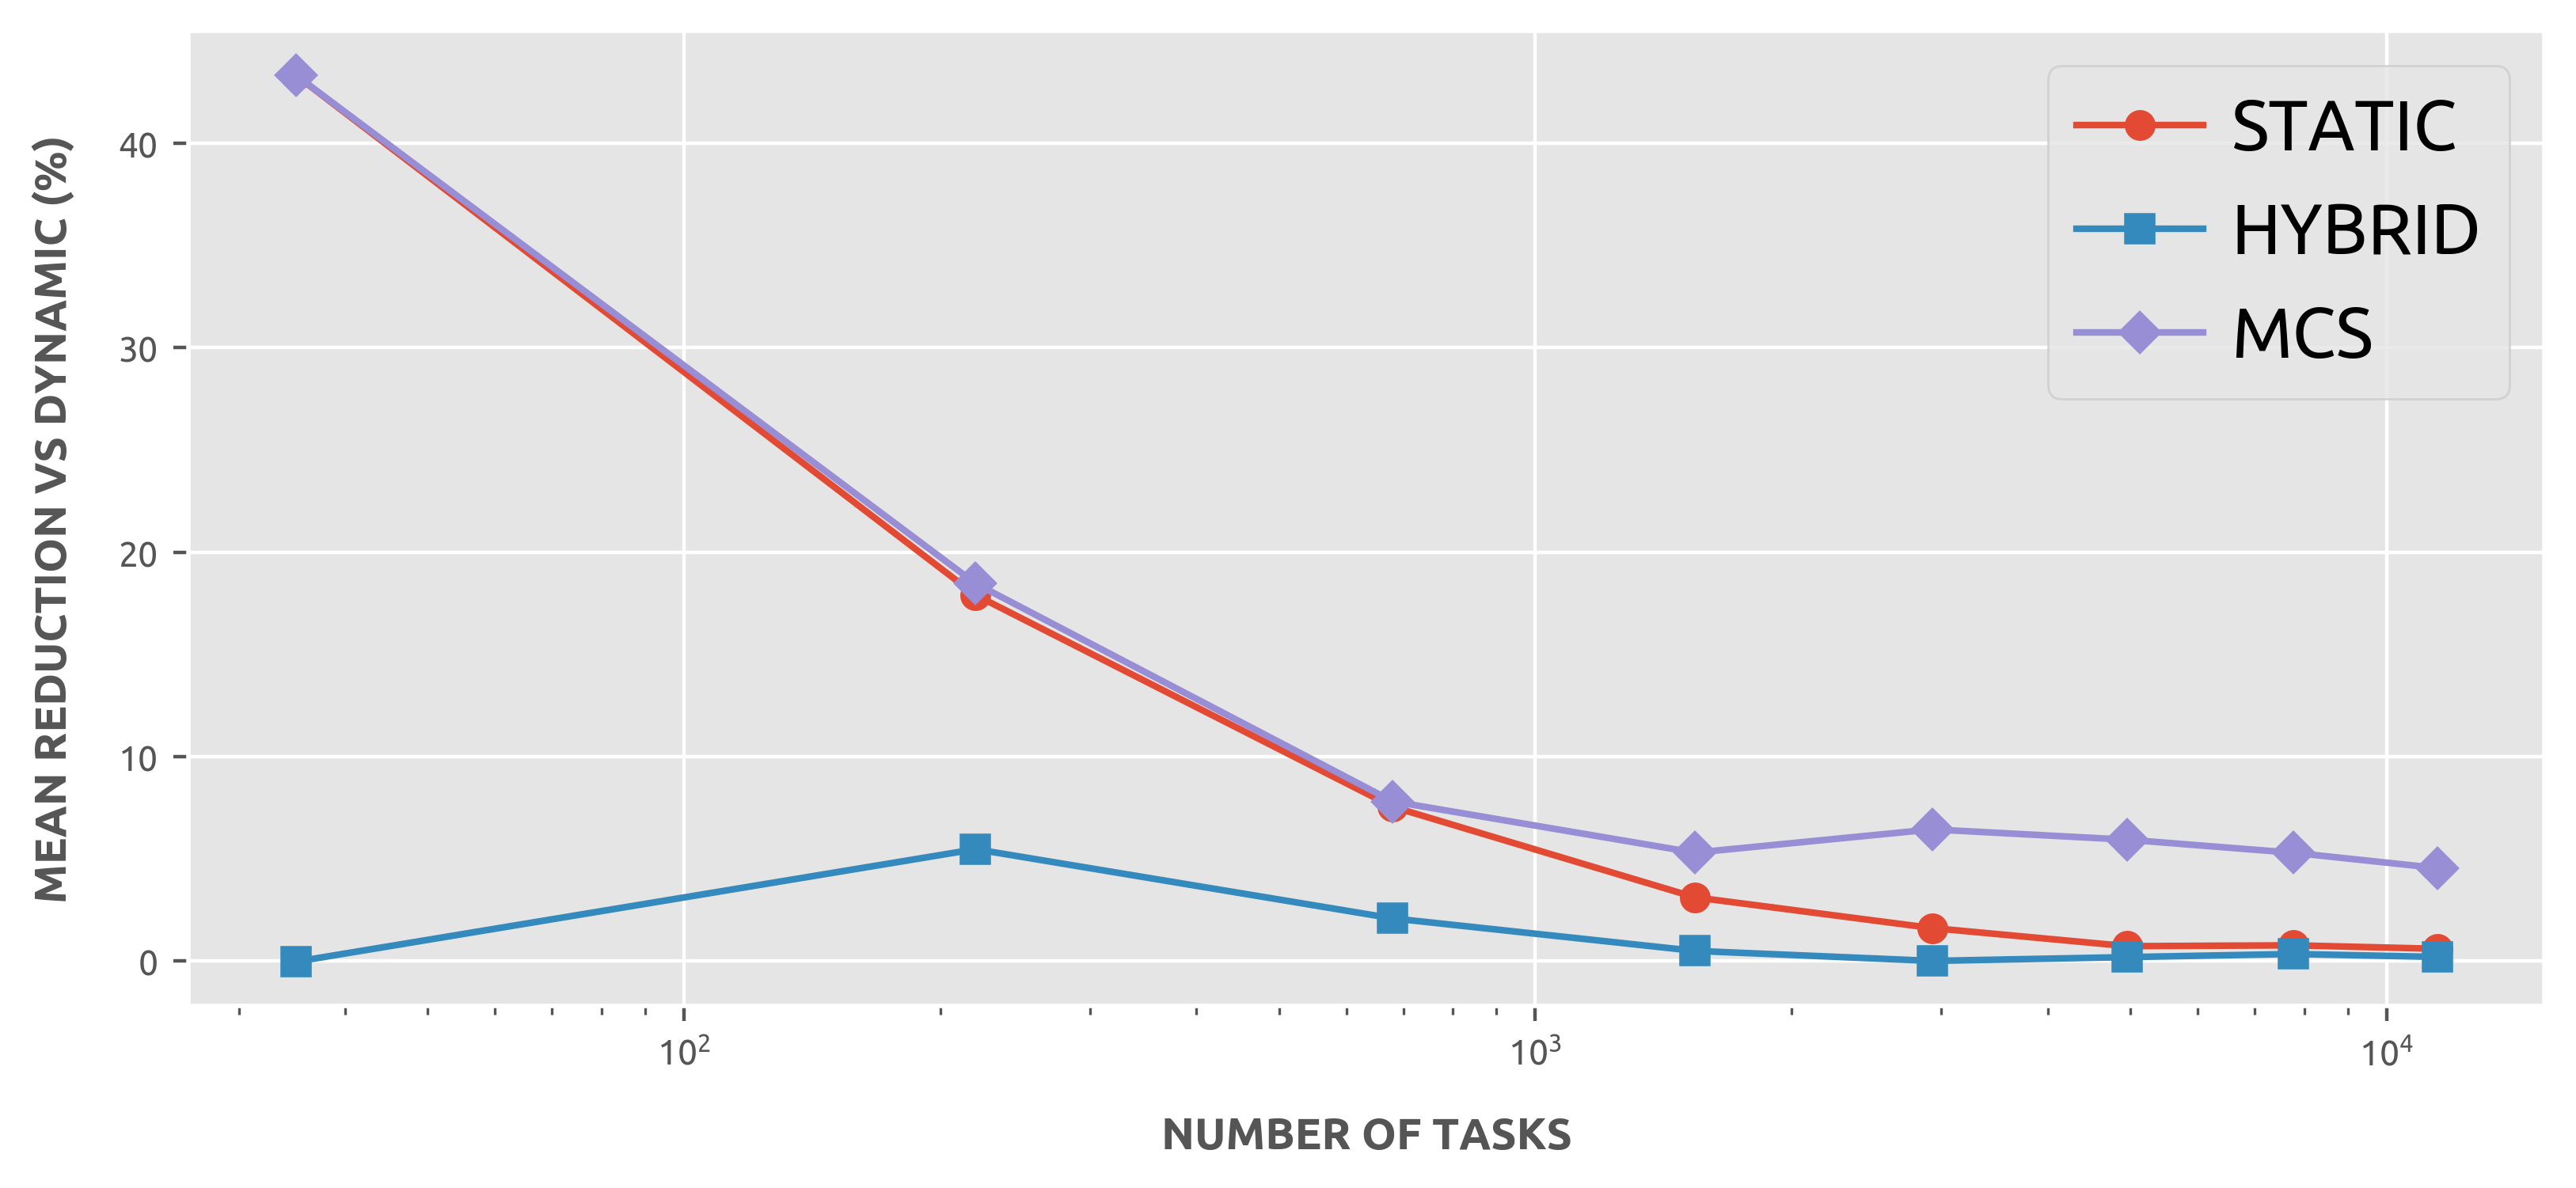 MEAN REDUCTION VS DYNAMIC (%)
40
30
20
10
0
STATIC
HYBRID
MCS
10²
10³
10⁴
NUMBER OF TASKS